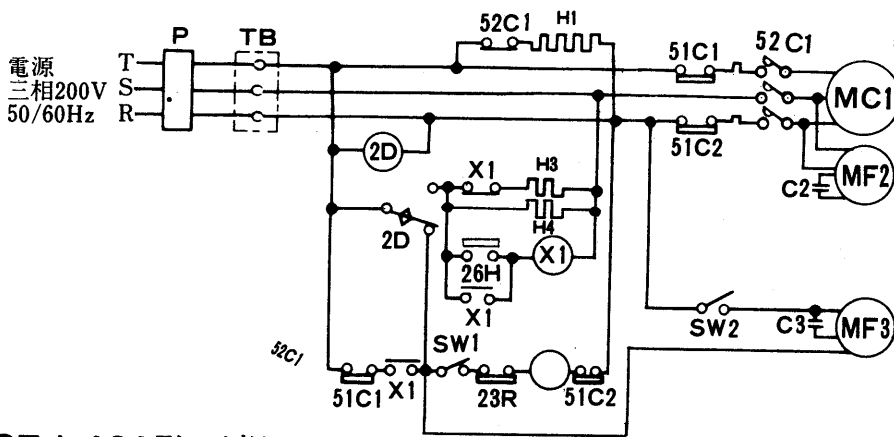 52C1
H1
P
TB
51C1
52C1
電源
T
三相200V
S
50/60Hz
R
MC1
2D
51C2
X1
H3
C2
MF2
2D
H4
26H
X1
X1
SW2
C3
MF3
52C1
SW1
51C1
X1
23R
51C2